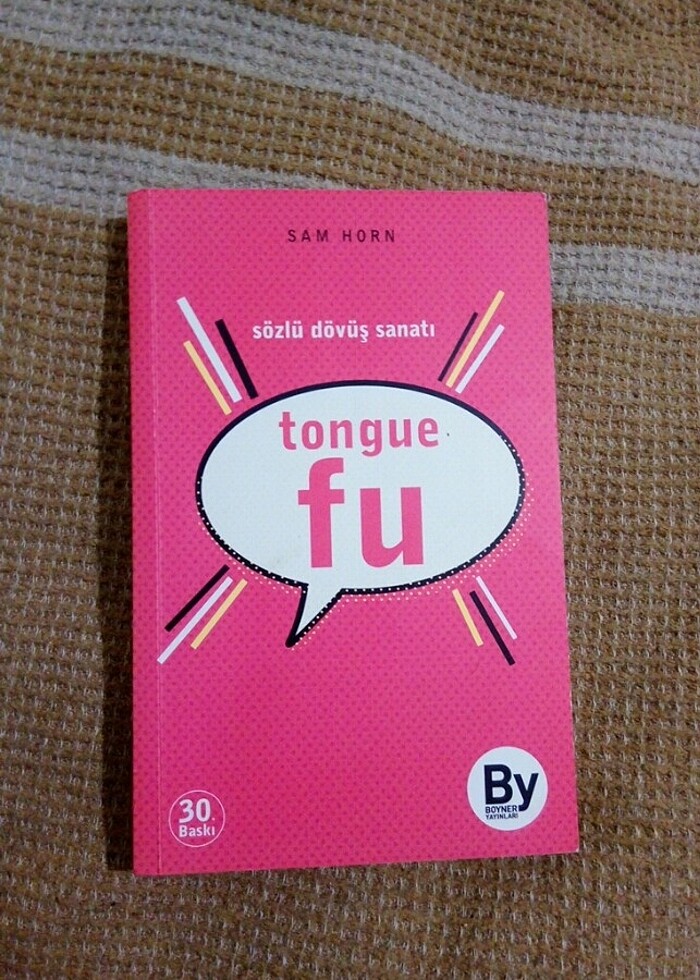 SAM HORN
sözlü dövüş sanatı
tongue
fu
30.
Baskı
By
BOYNER
YAYINLARI